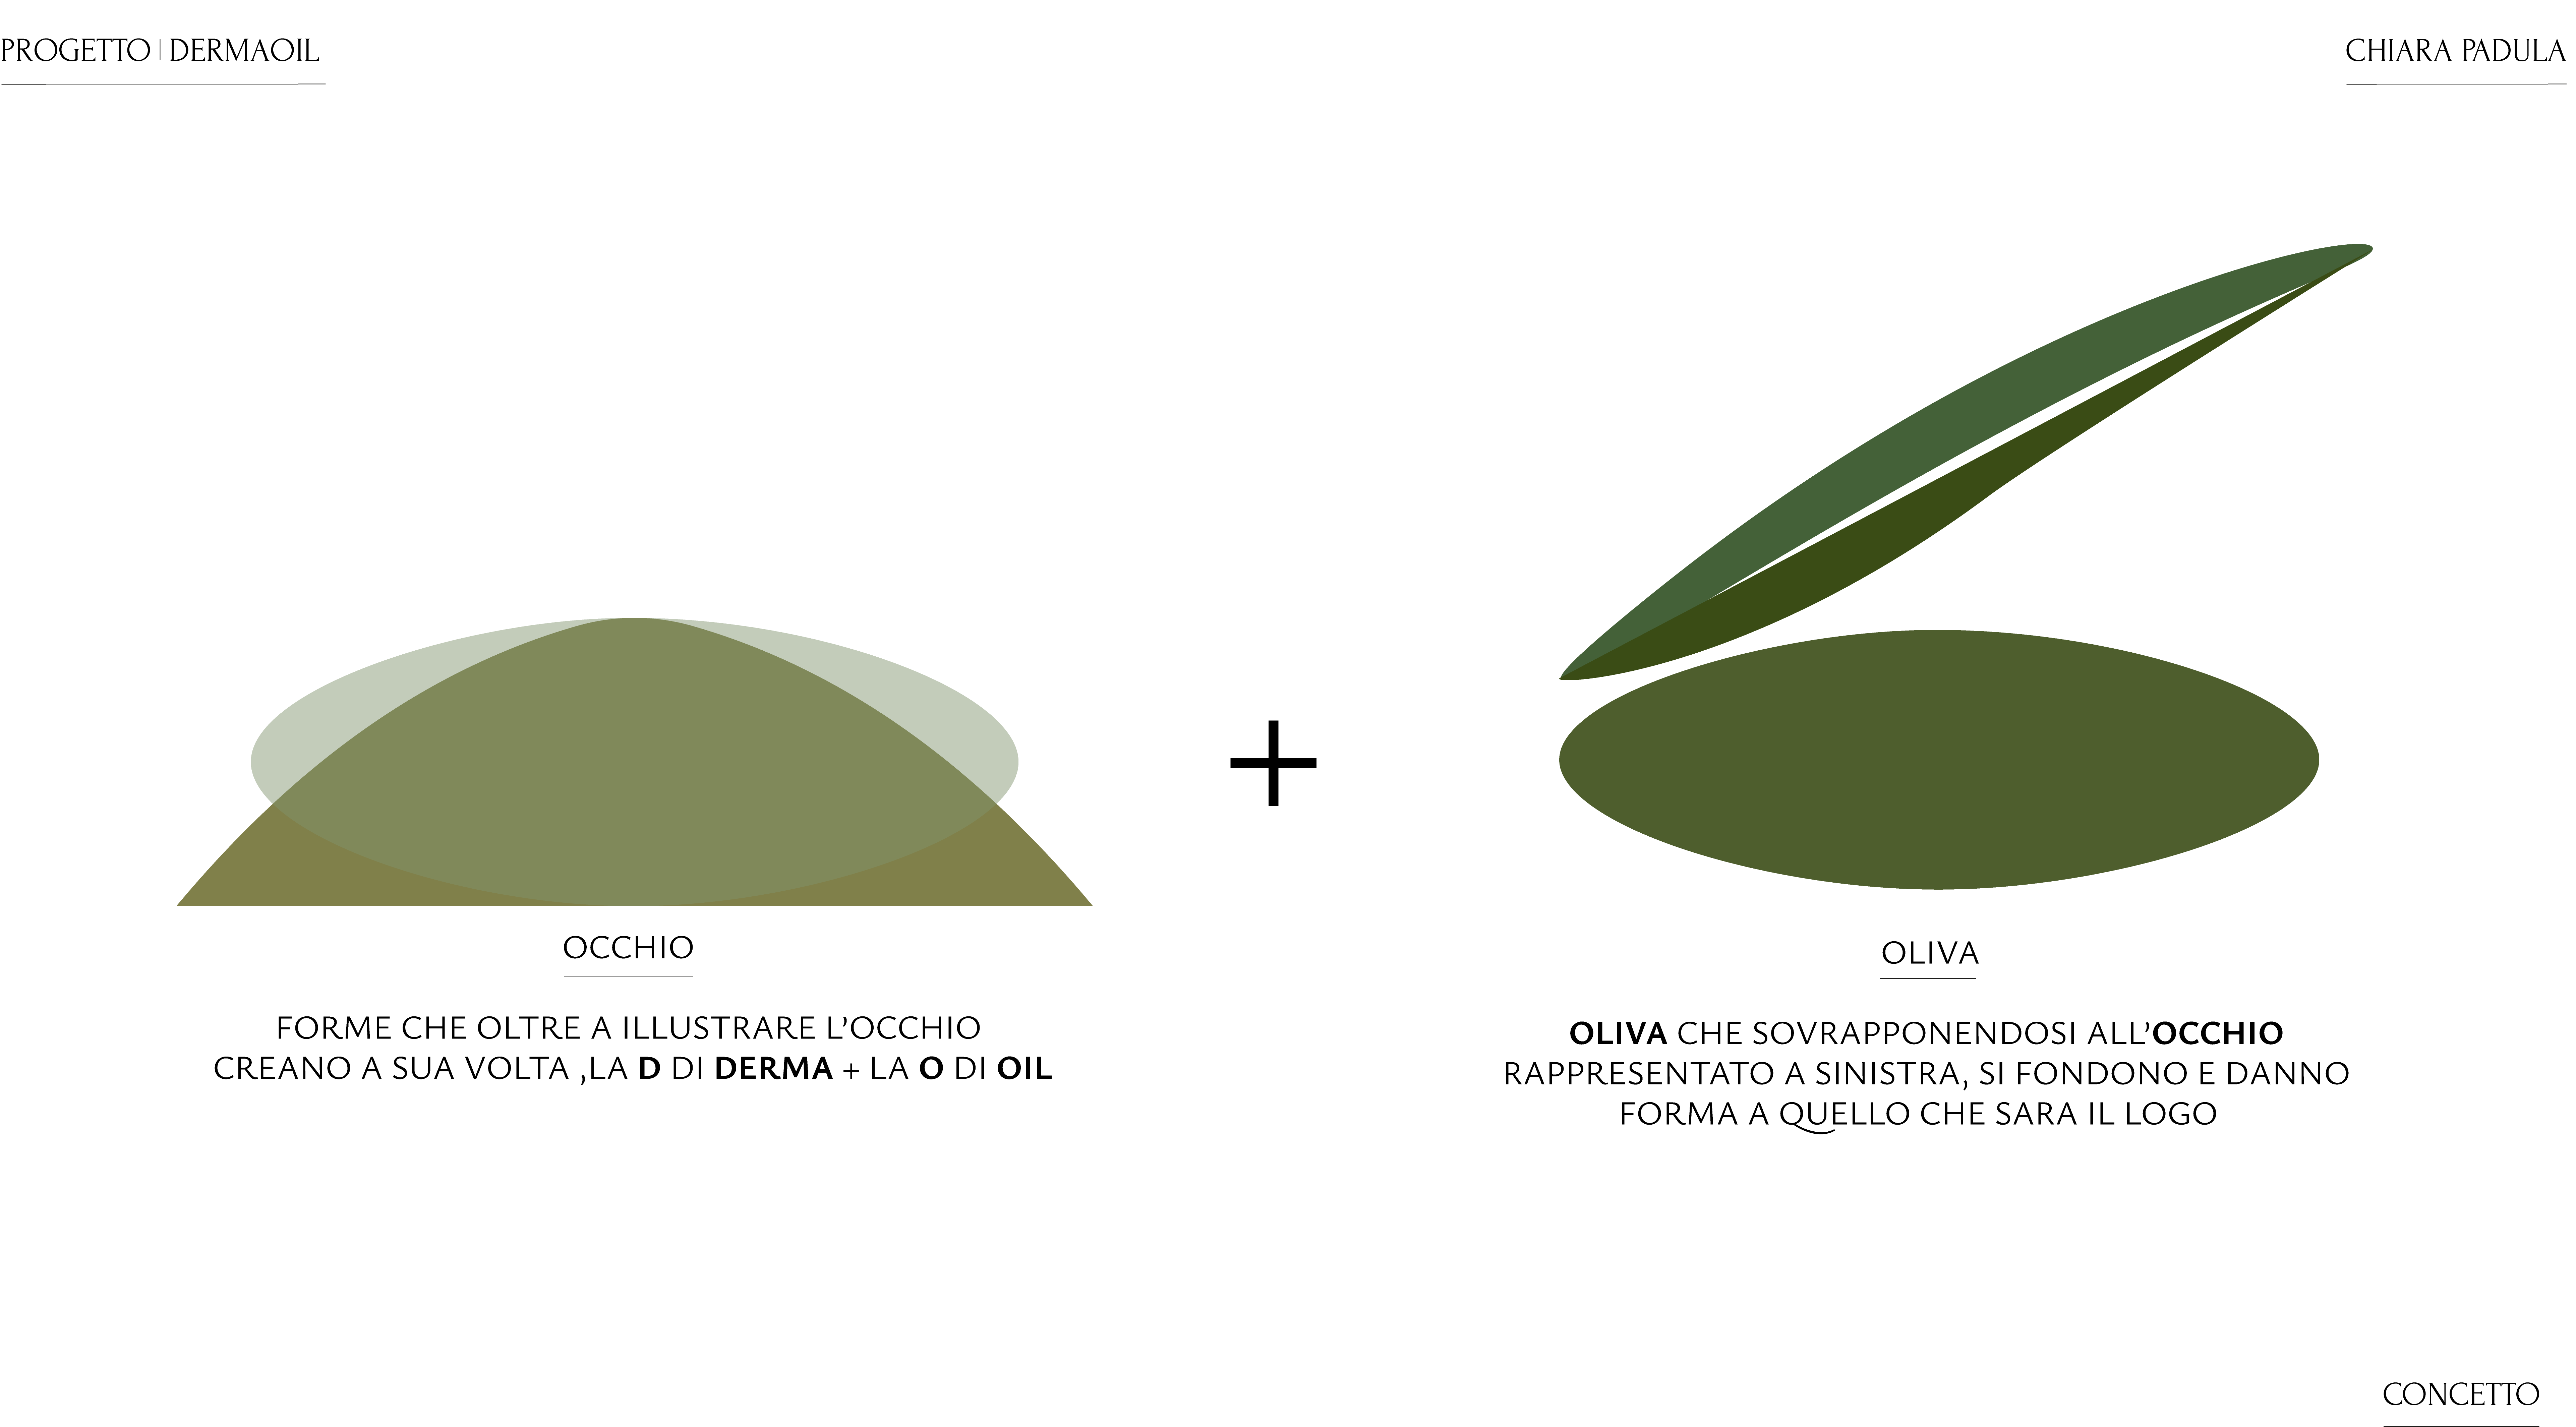 PROGETTO | DERMAOIL
CHIARA PADULA
+
OCCHIO
FORME CHE OLTRE A ILLUSTRARE L’OCCHIO
CREANO A SUA VOLTA ,LA D DI DERMA + LA O DI OIL
OLIVA
OLIVA CHE SOVRAPPONENDOSI ALL’OCCHIO
RAPPRESENTATO A SINISTRA, SI FONDONO E DANNO
FORMA A QUELLO CHE SARA IL LOGO
CONCETTO